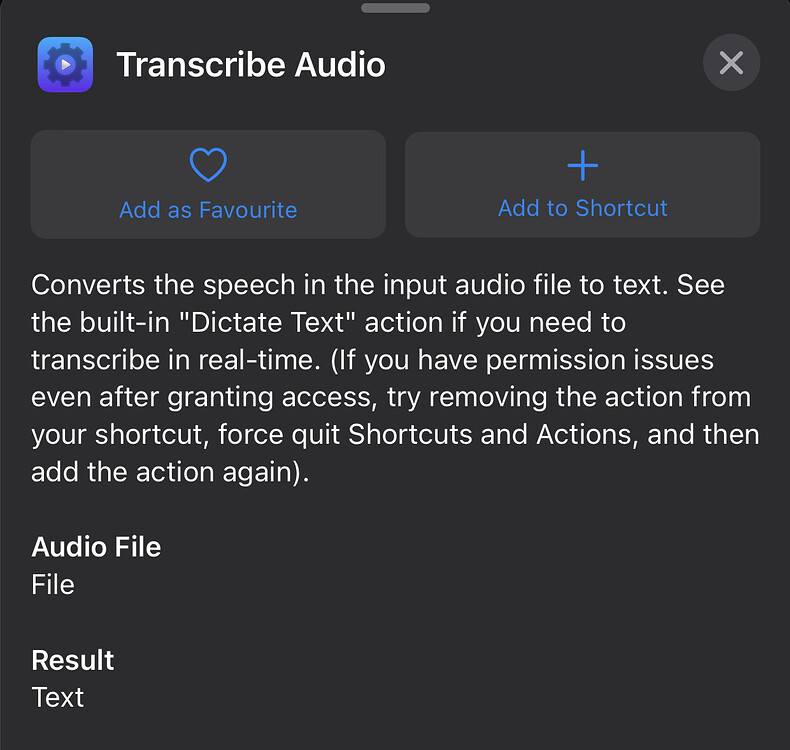 Transcribe Audio
Add as Favourite
Add to Shortcut
Converts the speech in the input audio file to text. See
the built-in "Dictate Text" action if you need to
transcribe in real-time. (If you have permission issues
even after granting access, try removing the action from
your shortcut, force quit Shortcuts and Actions, and then
add the action again).
Audio File
File
Result
Text